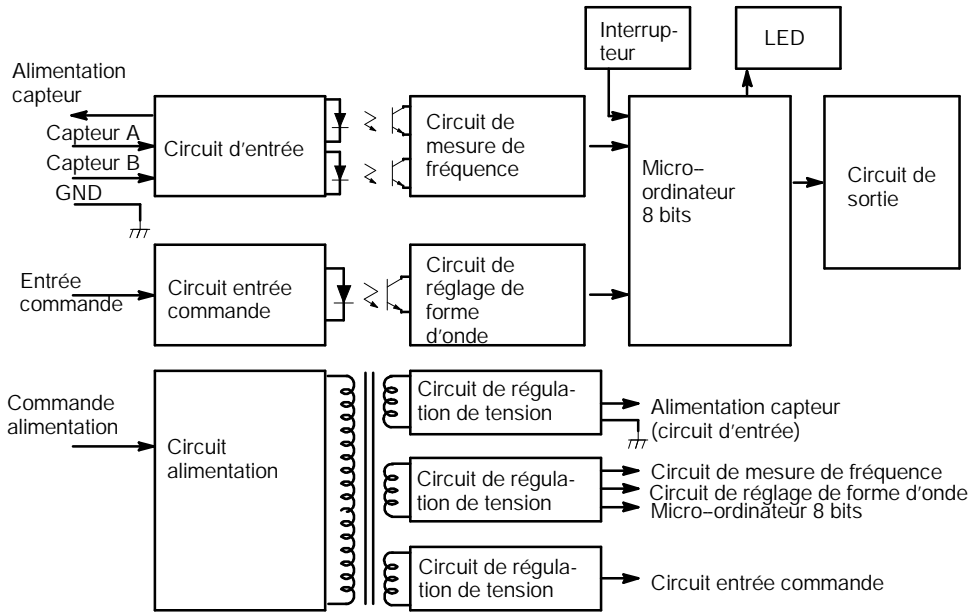 Interrup-
teur
LED
Alimentation
capteur
Capteur A
Capteur B
GND
Circuit d'entrée
Circuit de
mesure de
fréquence
Micro–
ordinateur
8 bits
Circuit de
sortie
Entrée
commande
Circuit entrée
commande
Circuit de
réglage de
forme
d'onde
Commande
alimentation
Circuit
alimentation
Circuit de régula-
tion de tension
Alimentation capteur
(circuit d'entrée)
Circuit de régula-
tion de tension
Circuit de mesure de fréquence
Circuit de réglage de forme d'onde
Micro–ordinateur 8 bits
Circuit de régula-
tion de tension
Circuit entrée commande